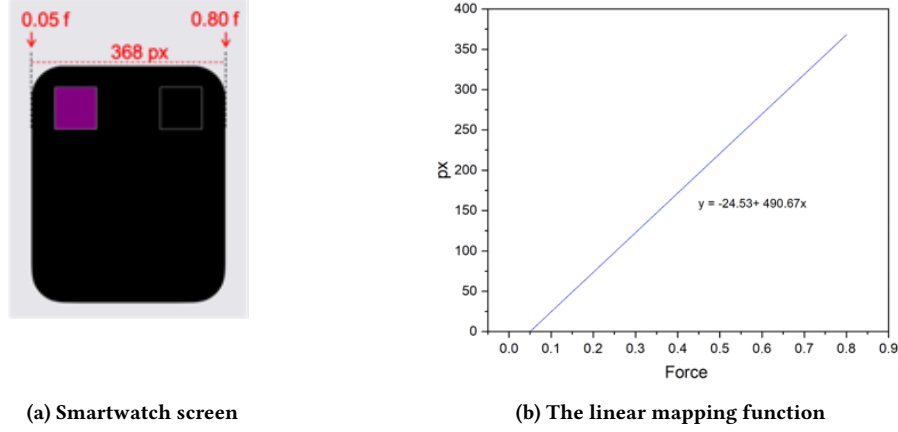 0.05 f 0.80 f
368 px
(a) Smartwatch screen
400
350
300
250
200
150
100
50
0
px
y = -24.53+ 490.67x
0.0 0.1 0.2 0.3 0.4 0.5 0.6 0.7 0.8 0.9
Force
(b) The linear mapping function